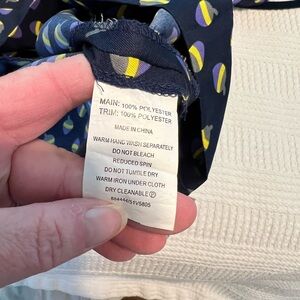 MAIN: 100% POLYESTER
TRIM: 100% POLYESTER
MADE IN CHINA
WARM HAND WASH SEPARATELY
DO NOT BLEACH
REDUCED SPIN
DO NOT TUMBLE DRY
WARM IRON UNDER CLOTH
DRY CLEANABLE Ⓟ